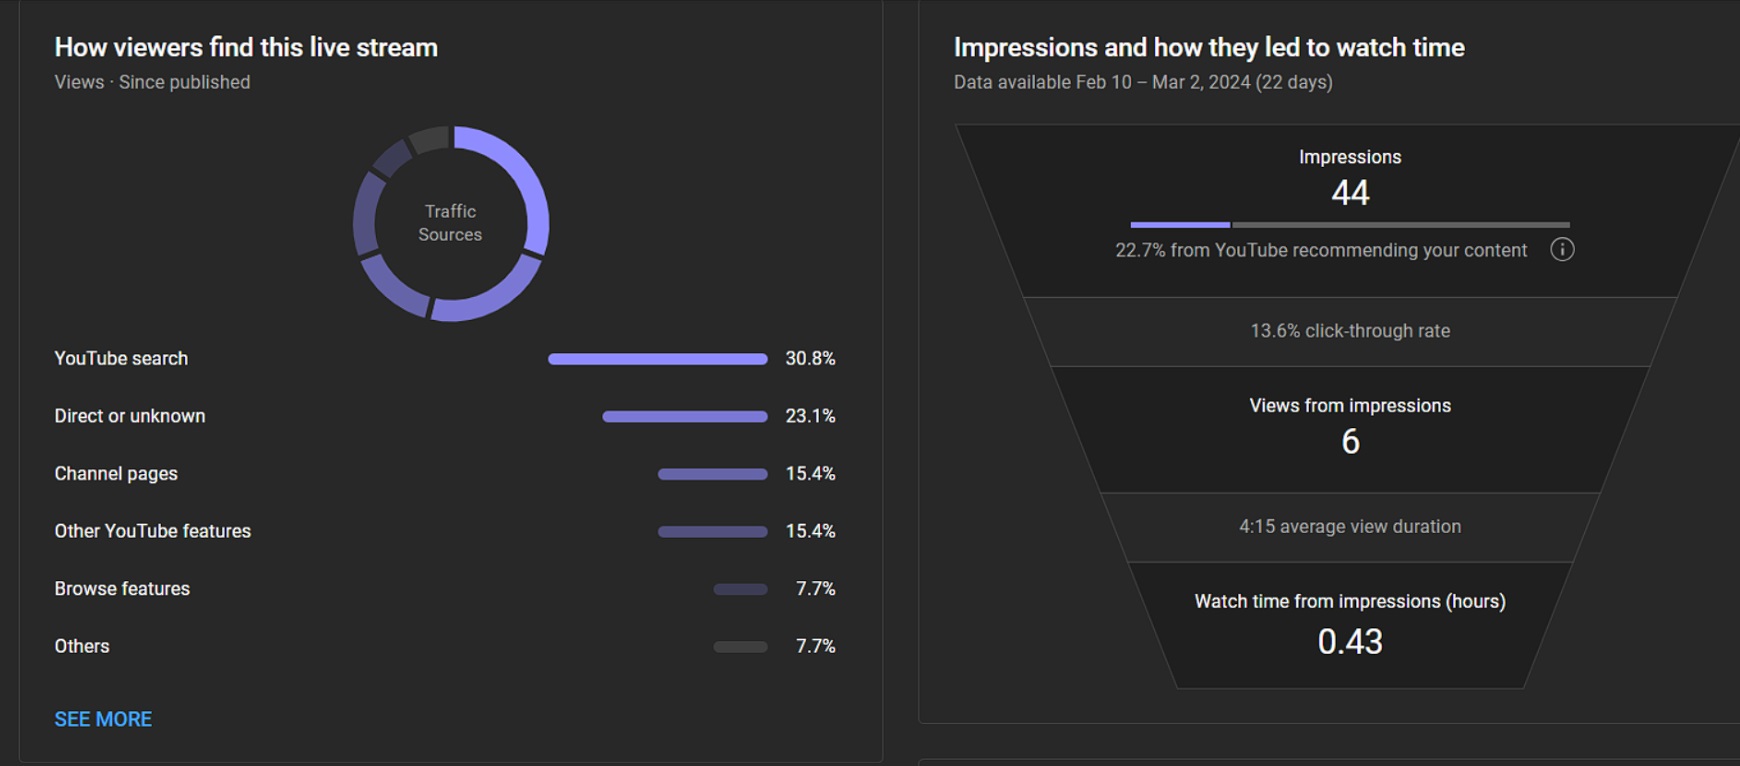 How viewers find this live stream
Views · Since published
Traffic
Sources
YouTube search 30.8%
Direct or unknown 23.1%
Channel pages 15.4%
Other YouTube features 15.4%
Browse features 7.7%
Others 7.7%
SEE MORE
Impressions and how they led to watch time
Data available Feb 10 – Mar 2, 2024 (22 days)
Impressions
44
22.7% from YouTube recommending your content
13.6% click-through rate
Views from impressions
6
4:15 average view duration
Watch time from impressions (hours)
0.43